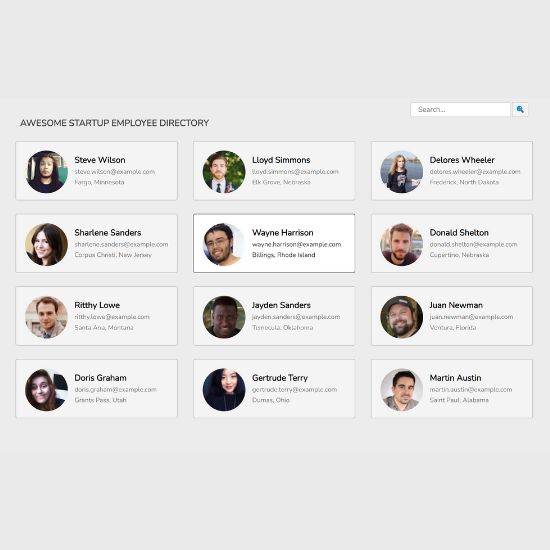 Search...
AWESOME STARTUP EMPLOYEE DIRECTORY
Steve Wilson
steve.wilson@example.com
Fargo, Minnesota
Lloyd Simmons
lloyd.simmons@example.com
Elk Grove, Nebraska
Delores Wheeler
delores.wheeler@example.com
Frederick, North Dakota
Sharlene Sanders
sharlene.sanders@example.com
Corpus Christi, New Jersey
Wayne Harrison
wayne.harrison@example.com
Billings, Rhode Island
Donald Shelton
donald.shelton@example.com
Cupertino, Nebraska
Ritthy Lowe
ritthy.lowe@example.com
Santa Ana, Montana
Jayden Sanders
jayden.sanders@example.com
Temecula, Oklahoma
Juan Newman
juan.newman@example.com
Ventura, Florida
Doris Graham
doris.graham@example.com
Grants Pass, Utah
Gertrude Terry
gertrude.terry@example.com
Dumas, Ohio
Martin Austin
martin.austin@example.com
Saint Paul, Alabama